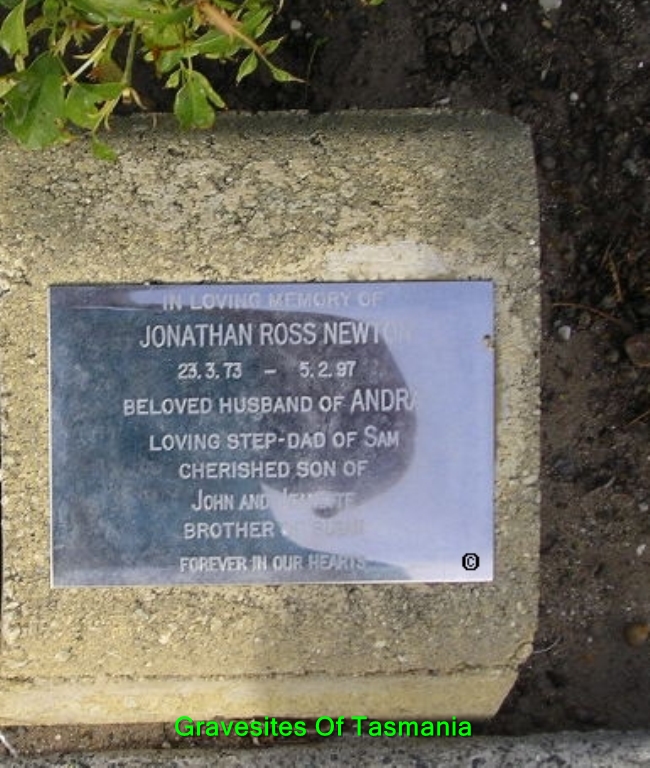 IN LOVING MEMORY OF
JONATHAN ROSS NEWTON
23.3.73 – 5.2.97
BELOVED HUSBAND OF
LOVING STEP-DAD OF SAM
CHERISHED SON OF
JOHN AND
BROTHER
FOREVER IN OUR HEARTS
©
Gravesites Of Tasmania